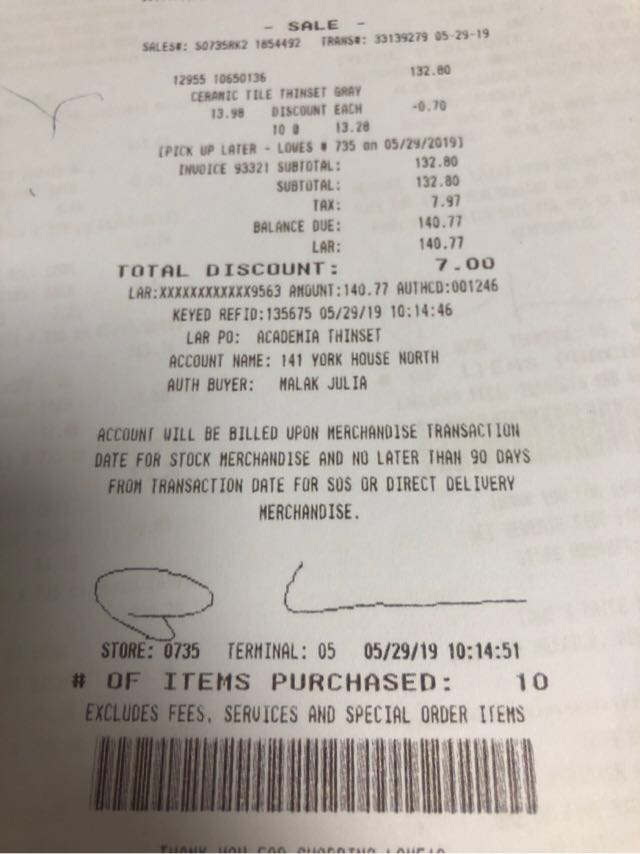 - SALE -
SALES#: S0735RK2 1854492 TRANS#: 33139279 05-29-19
12955 10650136 132.80
CERAMIC TILE THINSET GRAY
13.98 DISCOUNT EACH -0.70
10 @ 13.28
[PICK UP LATER - LOWES # 735 on 05/29/2019]
INVOICE 93321 SUBTOTAL: 132.80
SUBTOTAL: 132.80
TAX: 7.97
BALANCE DUE: 140.77
LAR: 140.77
TOTAL DISCOUNT: 7.00
LAR:XXXXXXXXXXXX9563 AMOUNT:140.77 AUTHCD:001246
KEYED REFID:135675 05/29/19 10:14:46
LAR PO: ACADEMIA THINSET
ACCOUNT NAME: 141 YORK HOUSE NORTH
AUTH BUYER: MALAK JULIA
ACCOUNT WILL BE BILLED UPON MERCHANDISE TRANSACTION
DATE FOR STOCK MERCHANDISE AND NO LATER THAN 90 DAYS
FROM TRANSACTION DATE FOR SOS OR DIRECT DELIVERY
MERCHANDISE.
STORE: 0735 TERMINAL: 05 05/29/19 10:14:51
# OF ITEMS PURCHASED: 10
EXCLUDES FEES, SERVICES AND SPECIAL ORDER ITEMS
THANK YOU FOR SHOPPING LOWE'S